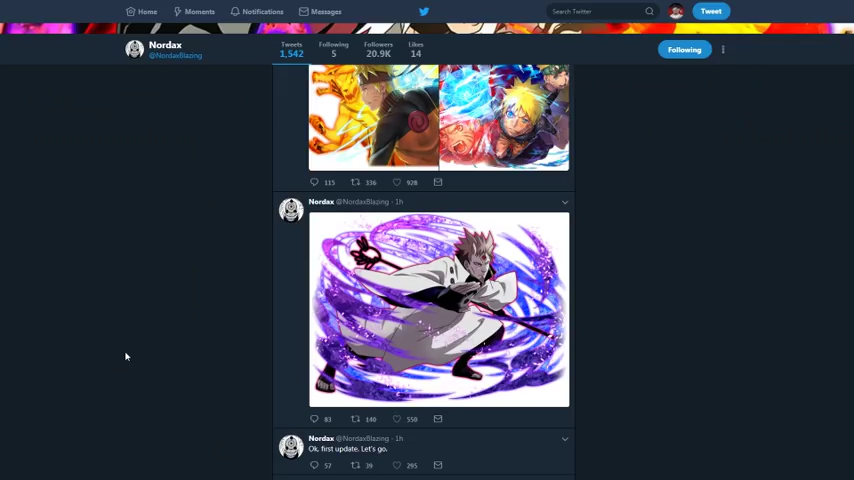 Home Moments Notifications Messages Search Twitter Tweet
Nordax
@NordaxBlazing
Tweets Following Followers Likes
1,542 5 20.9K 14
Following
115 336 928
Nordax @NordaxBlazing · 1h
83 140 550
Nordax @NordaxBlazing · 1h
Ok, first update. Let's go.
57 39 295